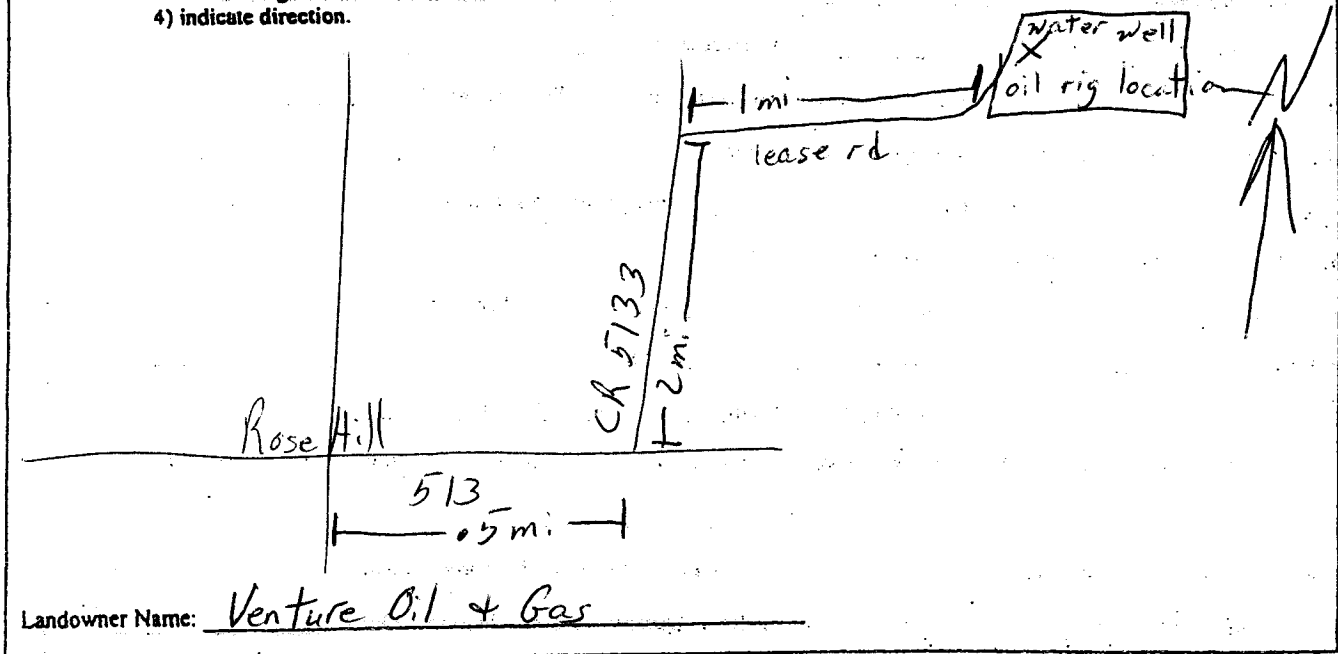 4) indicate direction.
water well
X
oil rig location
N
1 mi
lease rd.
CR 5133
2 mi.
Rose Hill
513
.5 mi
Landowner Name: Venture Oil & Gas